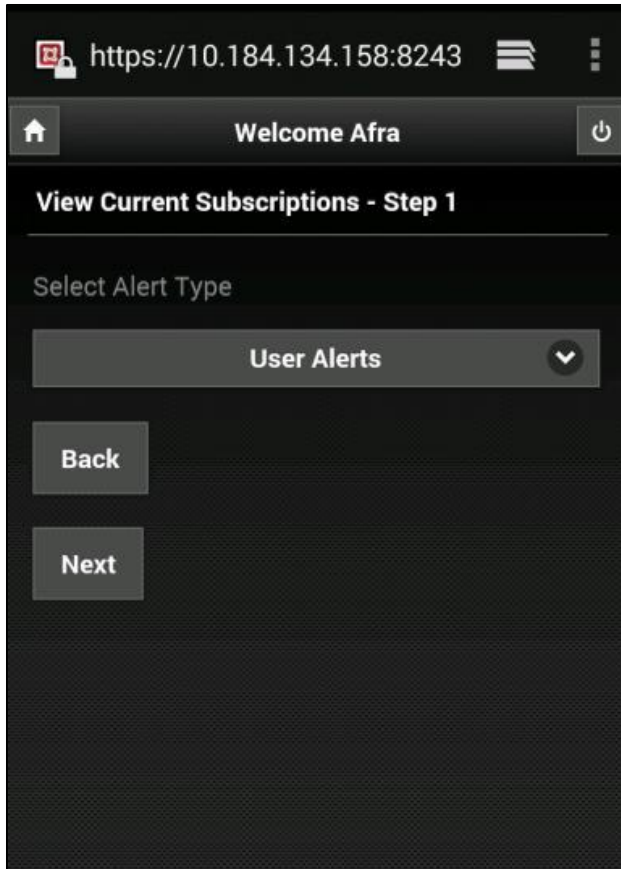 https://10.184.134.158:8243
Welcome Afra
View Current Subscriptions - Step 1
Select Alert Type
User Alerts
Back
Next